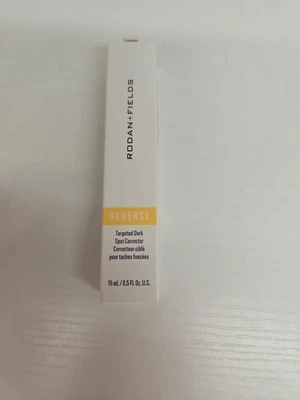 RODAN+FIELDS
REVERSE
Targeted Dark
Spot Corrector
Correcteur ciblé
pour taches foncées
15 mL / 0.5 Fl. Oz. U.S.